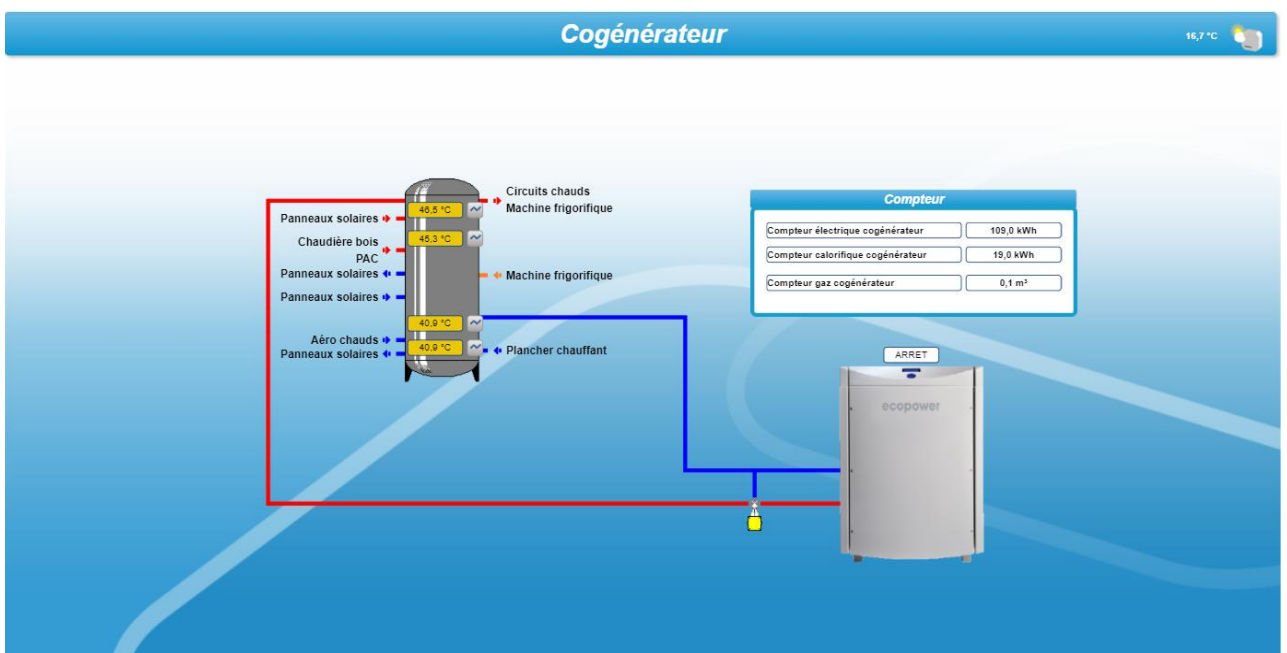 Cogénérateur
16,7 °C
Circuits chauds
Machine frigorifique
46,5 °C
Panneaux solaires
46,3 °C
Chaudière bois
PAC
Panneaux solaires
Machine frigorifique
Panneaux solaires
40,9 °C
Aéro chauds
Panneaux solaires
40,9 °C
Plancher chauffant
Compteur
Compteur électrique cogénérateur 109,0 kWh
Compteur calorifique cogénérateur 19,0 kWh
Compteur gaz cogénérateur 0,1 m³
ARRET
ecopower